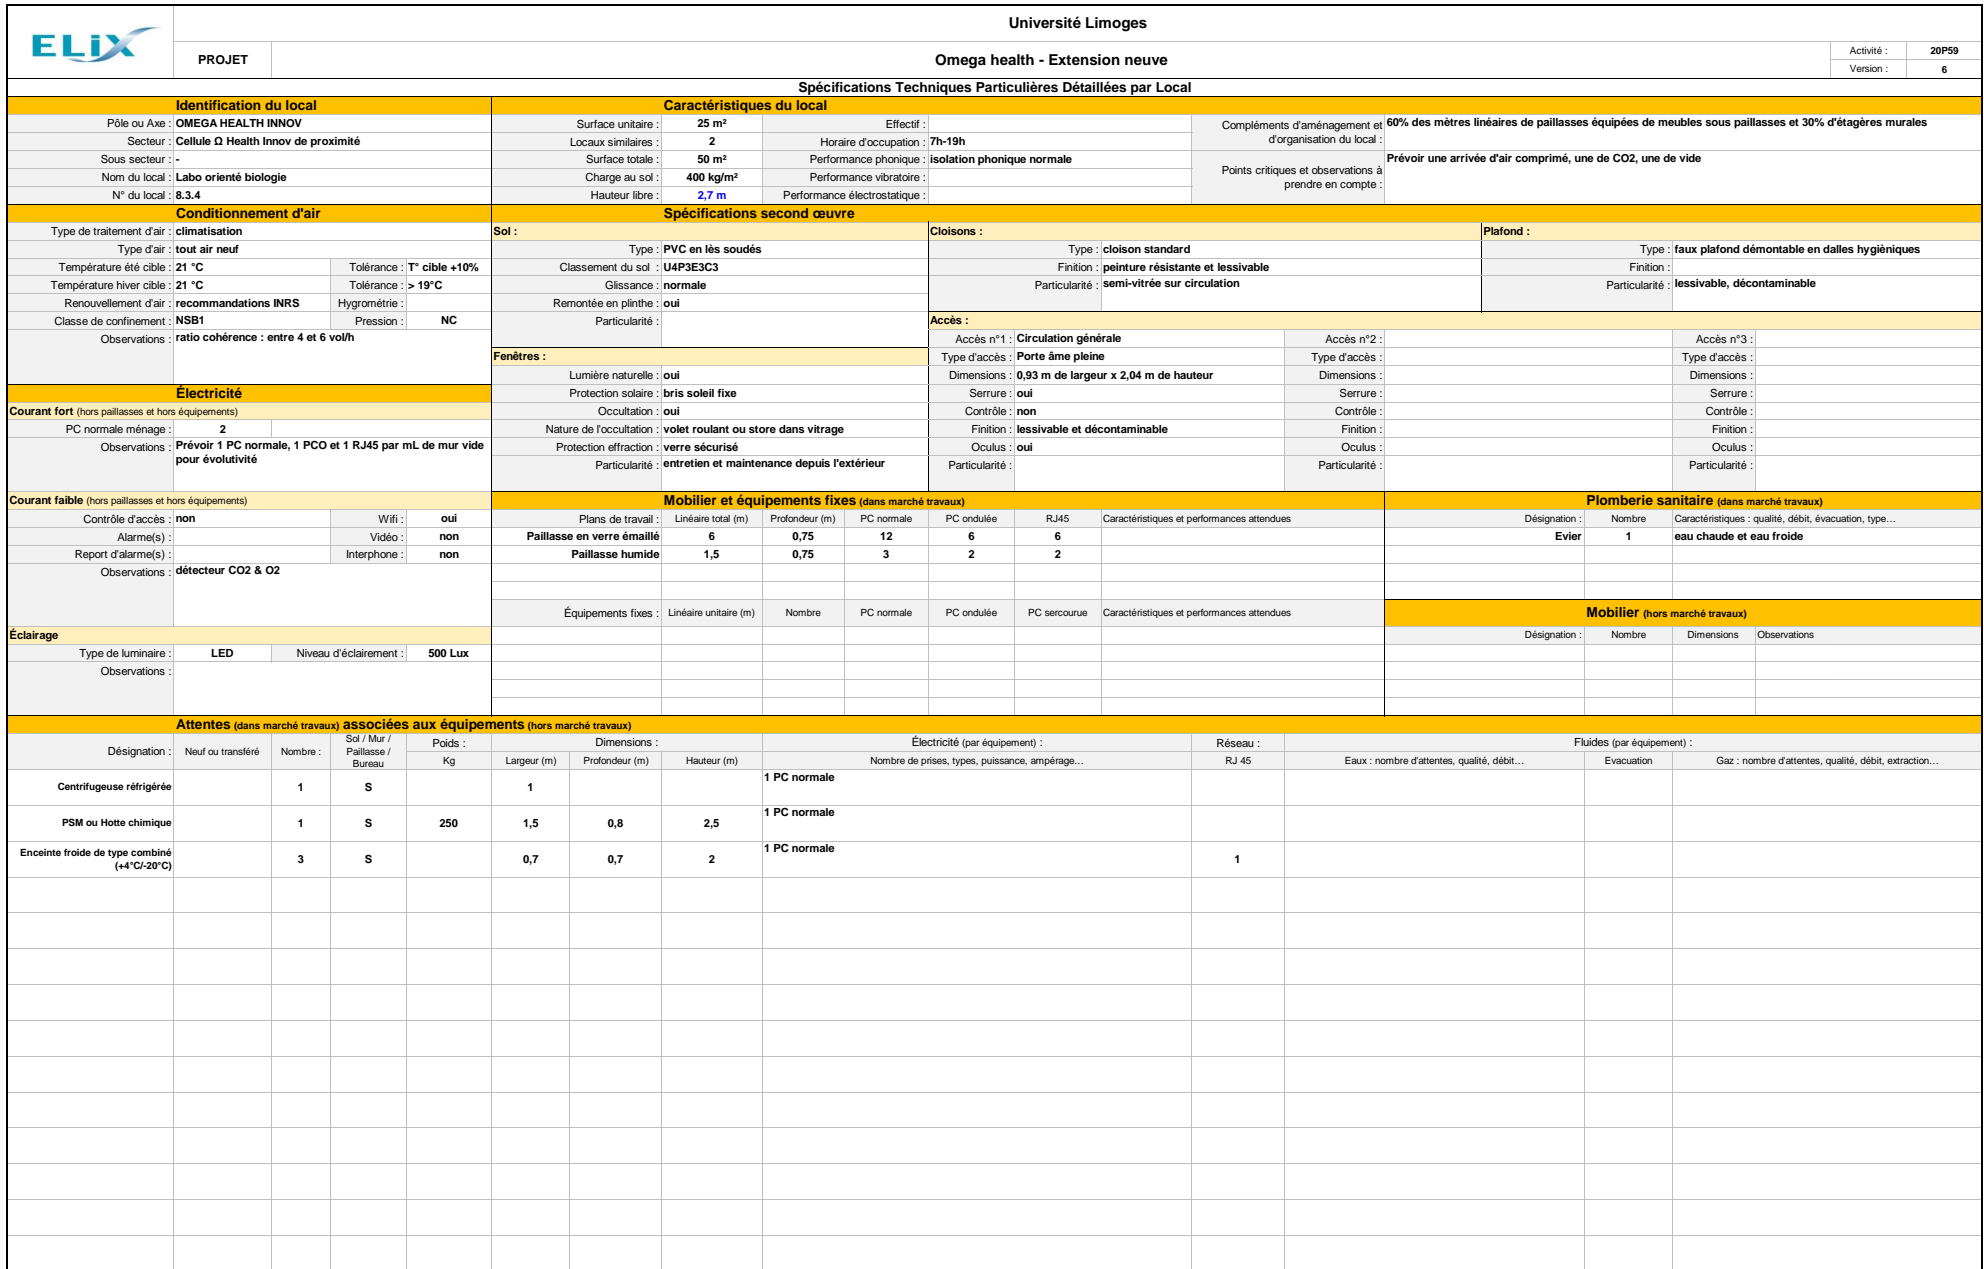 ELiX
Université Limoges
PROJET
Omega health - Extension neuve
Activité : 20P59
Version : 6
Spécifications Techniques Particulières Détaillées par Local
Identification du local
Pôle ou Axe : OMEGA HEALTH INNOV
Secteur : Cellule Ω Health Innov de proximité
Sous secteur : -
Nom du local : Labo orienté biologie
N° du local : 8.3.4
Caractéristiques du local
Surface unitaire : 25 m² Effectif :
Locaux similaires : 2 Horaire d'occupation : 7h-19h
Surface totale : 50 m² Performance phonique : isolation phonique normale
Charge au sol : 400 kg/m² Performance vibratoire :
Hauteur libre : 2,7 m Performance électrostatique :
Compléments d'aménagement et d'organisation du local : 60% des mètres linéaires de paillasses équipées de meubles sous paillasses et 30% d'étagères murales
Points critiques et observations à prendre en compte : Prévoir une arrivée d'air comprimé, une de CO2, une de vide
Conditionnement d'air
Type de traitement d'air : climatisation
Type d'air : tout air neuf
Température été cible : 21 °C Tolérance : T° cible +10%
Température hiver cible : 21 °C Tolérance : > 19°C
Renouvellement d'air : recommandations INRS Hygrométrie :
Classe de confinement : NSB1 Pression : NC
Observations : ratio cohérence : entre 4 et 6 vol/h
Spécifications second œuvre
Sol :
Type : PVC en lès soudés
Classement du sol : U4P3E3C3
Glissance : normale
Remontée en plinthe : oui
Particularité :
Cloisons :
Type : cloison standard
Finition : peinture résistante et lessivable
Particularité : semi-vitrée sur circulation
Plafond :
Type : faux plafond démontable en dalles hygièniques
Finition :
Particularité : lessivable, décontaminable
Fenêtres :
Lumière naturelle : oui
Protection solaire : bris soleil fixe
Occultation : oui
Nature de l'occultation : volet roulant ou store dans vitrage
Protection effraction : verre sécurisé
Particularité : entretien et maintenance depuis l'extérieur
Accès :
Accès n°1 : Circulation générale Accès n°2 : Accès n°3 :
Type d'accès : Porte âme pleine Type d'accès : Type d'accès :
Dimensions : 0,93 m de largeur x 2,04 m de hauteur Dimensions : Dimensions :
Serrure : oui Serrure : Serrure :
Contrôle : non Contrôle : Contrôle :
Finition : lessivable et décontaminable Finition : Finition :
Oculus : oui Oculus : Oculus :
Particularité : Particularité : Particularité :
Électricité
Courant fort (hors paillasses et hors équipements)
PC normale ménage : 2
Observations : Prévoir 1 PC normale, 1 PCO et 1 RJ45 par mL de mur vide
pour évolutivité
Courant faible (hors paillasses et hors équipements)
Contrôle d'accès : non Wifi : oui
Alarme(s) : Vidéo : non
Report d'alarme(s) : Interphone : non
Observations : détecteur CO2 & O2
Éclairage
Type de luminaire : LED Niveau d'éclairement : 500 Lux
Observations :
Mobilier et équipements fixes (dans marché travaux)
Plans de travail : Linéaire total (m) Profondeur (m) PC normale PC ondulée RJ45 Caractéristiques et performances attendues
Paillasse en verre émaillé 6 0,75 12 6 6
Paillasse humide 1,5 0,75 3 2 2
Équipements fixes : Linéaire unitaire (m) Nombre PC normale PC ondulée PC sercourue Caractéristiques et performances attendues
Plomberie sanitaire (dans marché travaux)
Désignation : Nombre Caractéristiques : qualité, débit, évacuation, type…
Evier 1 eau chaude et eau froide
Mobilier (hors marché travaux)
Désignation : Nombre Dimensions Observations
Attentes (dans marché travaux) associées aux équipements (hors marché travaux)
Désignation : Neuf ou transféré Nombre : Sol / Mur / Paillasse / Bureau Poids : Dimensions : Électricité (par équipement) : Réseau : Fluides (par équipement) :
Kg Largeur (m) Profondeur (m) Hauteur (m) Nombre de prises, types, puissance, ampérage… RJ 45 Eaux : nombre d'attentes, qualité, débit… Evacuation Gaz : nombre d'attentes, qualité, débit, extraction…
Centrifugeuse réfrigérée 1 S 1 1 PC normale
PSM ou Hotte chimique 1 S 250 1,5 0,8 2,5 1 PC normale
Enceinte froide de type combiné (+4°C/-20°C) 3 S 0,7 0,7 2 1 PC normale 1